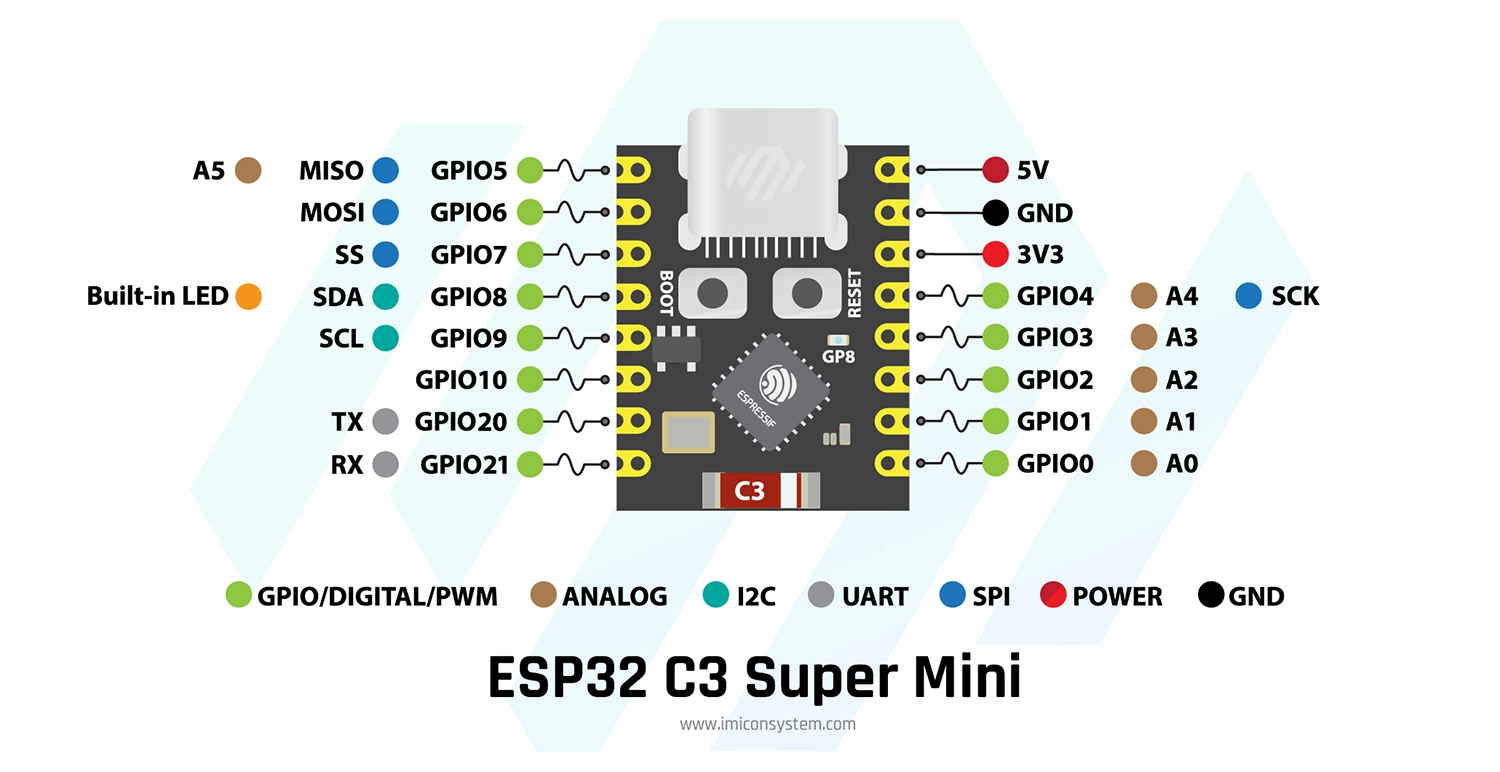 A5 MISO GPIO5 5V
MOSI GPIO6 GND
SS GPIO7 3V3
Built-in LED SDA GPIO8 BOOT RESET GPIO4 A4 SCK
SCL GPIO9 GP8 GPIO3 A3
GPIO10 ESPRESSIF GPIO2 A2
TX GPIO20 GPIO1 A1
RX GPIO21 GPIO0 A0
C3
GPIO/DIGITAL/PWM ANALOG I2C UART SPI POWER GND
ESP32 C3 Super Mini
www.imiconsystem.com